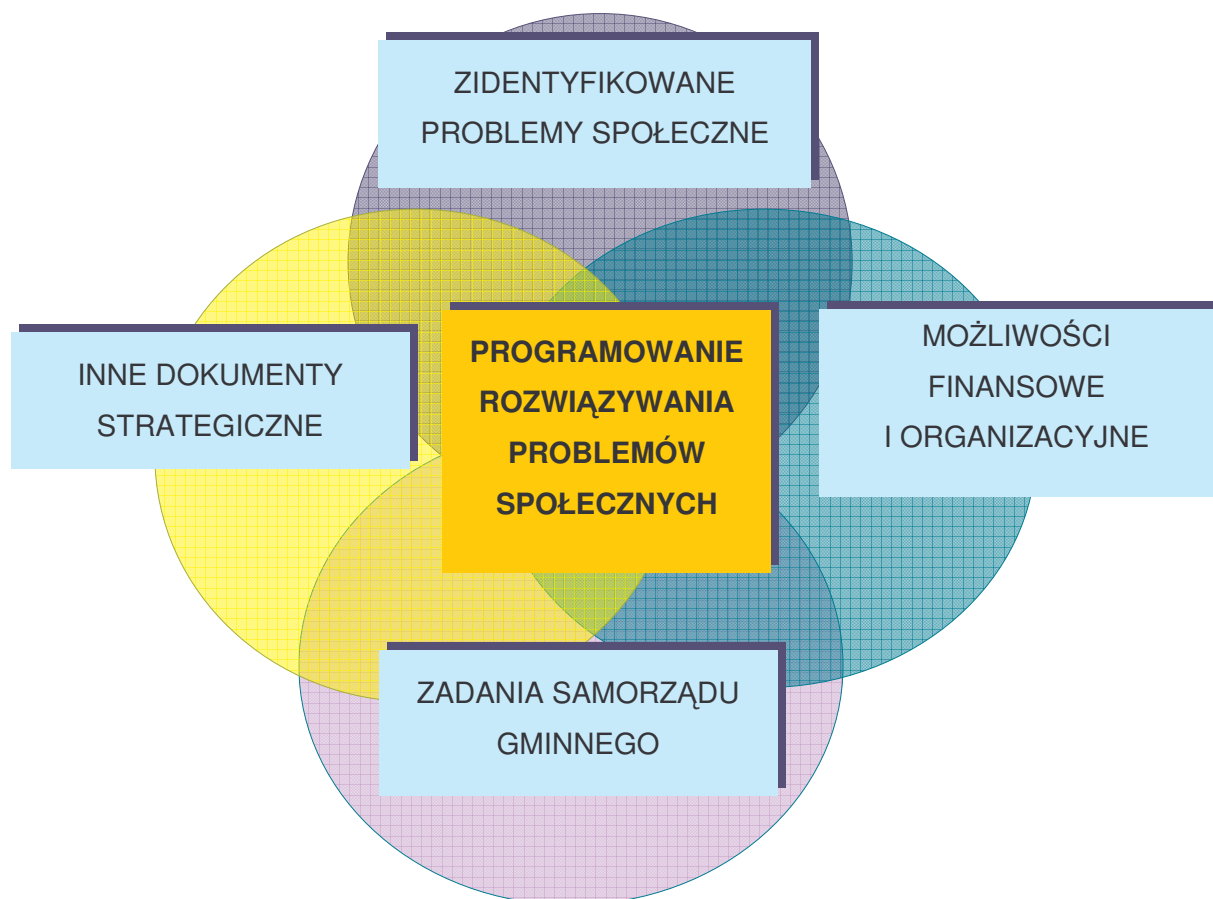 ZIDENTYFIKOWANE
PROBLEMY SPOŁECZNE
INNE DOKUMENTY
STRATEGICZNE
PROGRAMOWANIE
ROZWIĄZYWANIA
PROBLEMÓW
SPOŁECZNYCH
MOŻLIWOŚCI
FINANSOWE
I ORGANIZACYJNE
ZADANIA SAMORZĄDU
GMINNEGO